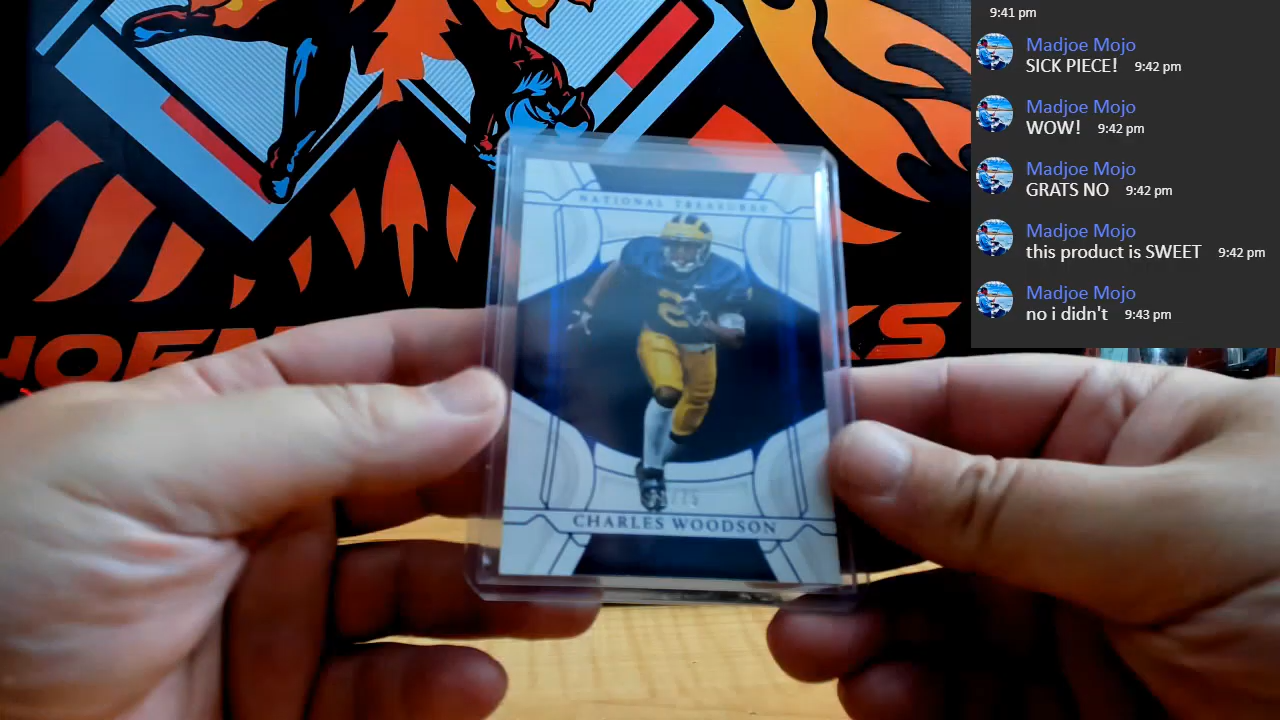 9:41 pm
Madjoe Mojo
SICK PIECE! 9:42 pm
Madjoe Mojo
WOW! 9:42 pm
Madjoe Mojo
GRATS NO 9:42 pm
Madjoe Mojo
this product is SWEET 9:42 pm
Madjoe Mojo
no i didn't 9:43 pm
NATIONAL TREASURES
2
CHARLES WOODSON